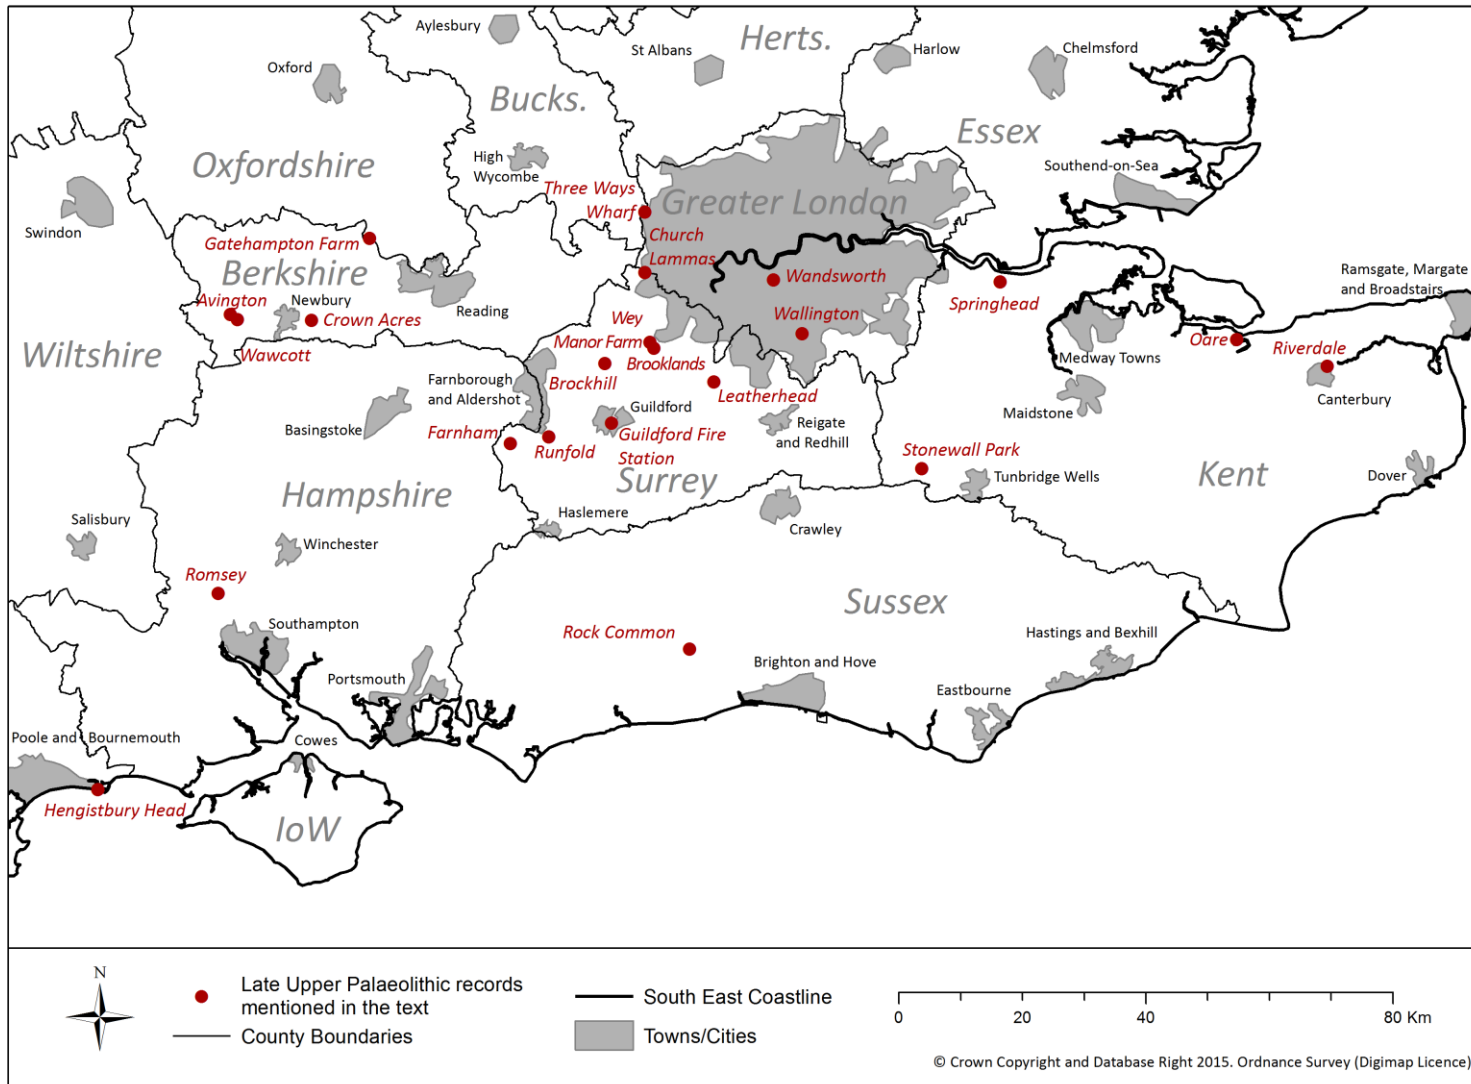 Aylesbury
Herts.
St Albans
Harlow
Chelmsford
Oxford
Bucks.
Essex
Oxfordshire
High
Wycombe
Southend-on-Sea
Three Ways
Wharf
Greater London
Swindon
Church
Lammas
Gatehampton Farm
Berkshire
Wandsworth
Springhead
Ramsgate, Margate
and Broadstairs
Avington
Newbury
Crown Acres
Reading
Wawcott
Wey
Manor Farm
Wallington
Wiltshire
Brooklands
Brockhill
Leatherhead
Medway Towns
Oare
Riverdale
Canterbury
Farnborough
and Aldershot
Basingstoke
Guildford
Guildford Fire
Station
Reigate
and Redhill
Maidstone
Farnham
Runfold
Stonewall Park
Tunbridge Wells
Kent
Dover
Hampshire
Surrey
Salisbury
Winchester
Haslemere
Crawley
Romsey
Sussex
Southampton
Rock Common
Hastings and Bexhill
Portsmouth
Brighton and Hove
Eastbourne
Poole and Bournemouth
Cowes
Hengistbury Head
IoW
N
Late Upper Palaeolithic records
mentioned in the text
County Boundaries
South East Coastline
Towns/Cities
0 20 40 80 Km
© Crown Copyright and Database Right 2015. Ordnance Survey (Digimap Licence)